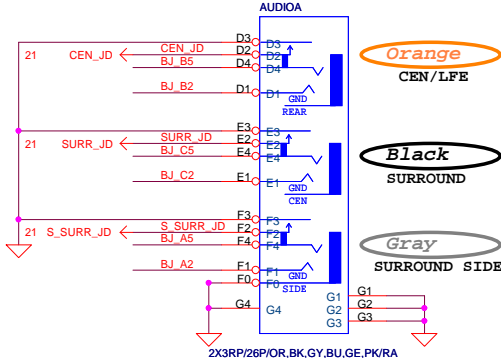 AUDIOA
D3 D3
21 CEN_JD CEN_JD D2 D2
BJ_B5 D4 D4
BJ_B2 D1 D1
GND
REAR
Orange
CEN/LFE
E3 E3
21 SURR_JD SURR_JD E2 E2
BJ_C5 E4 E4
BJ_C2 E1 E1
GND
CEN
Black
SURROUND
F3 F3
21 S_SURR_JD S_SURR_JD F2 F2
BJ_A5 F4 F4
BJ_A2 F1 F1
GND
F0 F0
SIDE
Gray
SURROUND SIDE
G4 G4
G1 G1
G2 G2
G3 G3
2X3RP/26P/OR,BK,GY,BU,GE,PK/RA